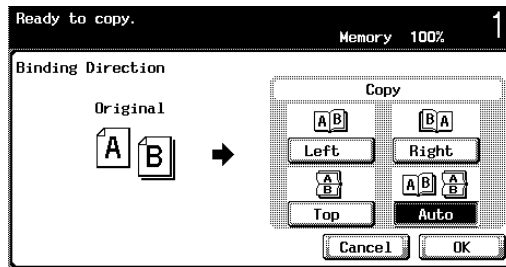 Ready to copy.
Memory 100% 1
Binding Direction
Original
A B
Copy
A B
B A
Left
Right
A B
A B A B
Top
Auto
Cancel
OK